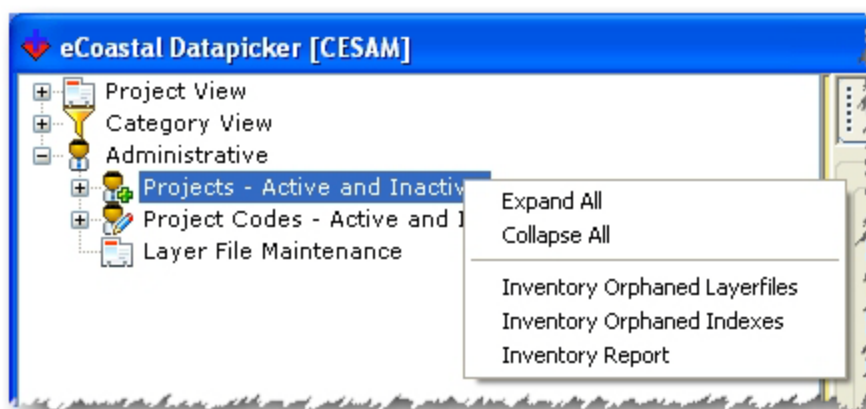 eCoastal Datapicker [CESAM]
Project View
Category View
Administrative
Projects - Active and Inactiv
Project Codes - Active and I
Layer File Maintenance
Expand All
Collapse All
Inventory Orphaned Layerfiles
Inventory Orphaned Indexes
Inventory Report